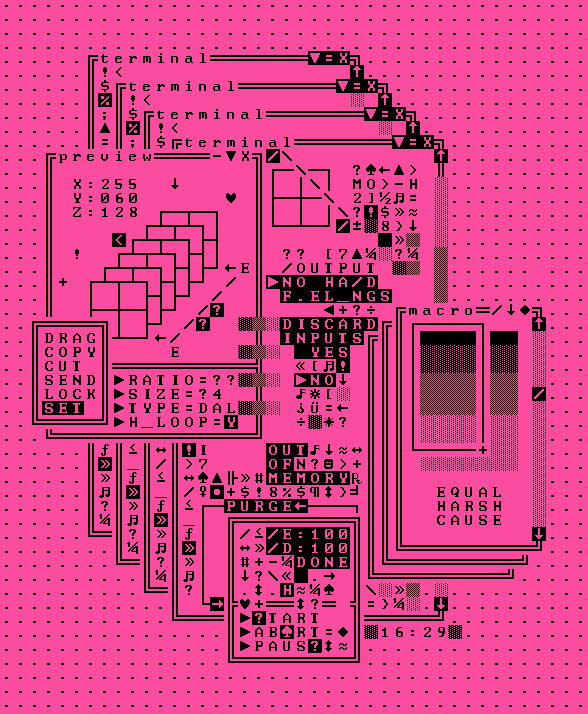 terminal ▼=X
!<
terminal ▼=X
$ !<
terminal ▼=X
% $ !<
terminal ▼=X
preview -▼X
X:255
Y:060
Z:128
MO>-H
←E
/OUTPUT
▶NO HA/D
F.EL_NGS
macro=/↓◆
DISCARD
INPUTS
YES
▶NO↓
E
DRAG
COPY
CUT
SEND
LOCK
SET
▶RATIO=??
▶SIZE=?4
▶TYPE=DAL
▶H_LOOP=Y
OUT
OFN?
MEMORY
PURGE←
EQUAL
HARSH
CAUSE
/E:100
/D:100
DONE
▶?TART
▶AB♠RT=◆
▶PAUS?↕≈
16:29